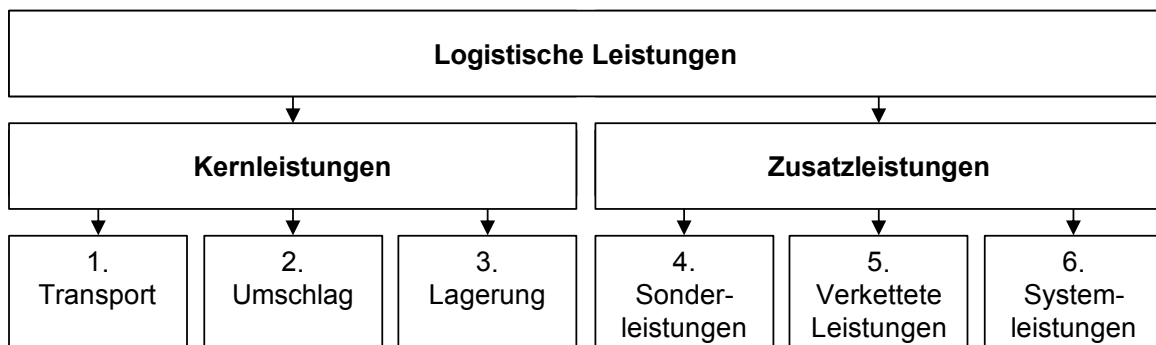 Logistische Leistungen
Kernleistungen
Zusatzleistungen
1.
Transport
2.
Umschlag
3.
Lagerung
4.
Sonder-
leistungen
5.
Verkettete
Leistungen
6.
System-
leistungen